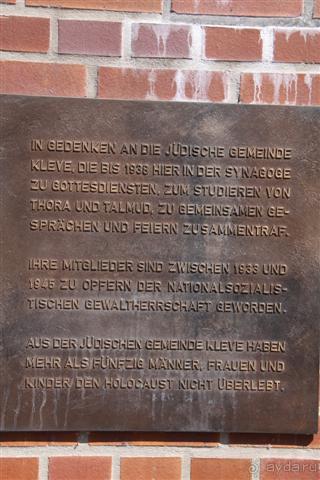 IN GEDENKEN AN DIE JÜDISCHE GEMEINDE
KLEVE, DIE BIS 1938 HIER IN DER SYNAGOGE
ZU GOTTESDIENSTEN, ZUM STUDIEREN VON
THORA UND TALMUD, ZU GEMEINSAMEN GE-
SPRÄCHEN UND FEIERN ZUSAMMENTRAF.
IHRE MITGLIEDER SIND ZWISCHEN 1933 UND
1945 ZU OPFERN DER NATIONALSOZIALIS-
TISCHEN GEWALTHERRSCHAFT GEWORDEN.
AUS DER JÜDISCHEN GEMEINDE KLEVE HABEN
MEHR ALS FÜNFZIG MÄNNER, FRAUEN UND
KINDER DEN HOLOCAUST NICHT ÜBERLEBT.
avda.ru